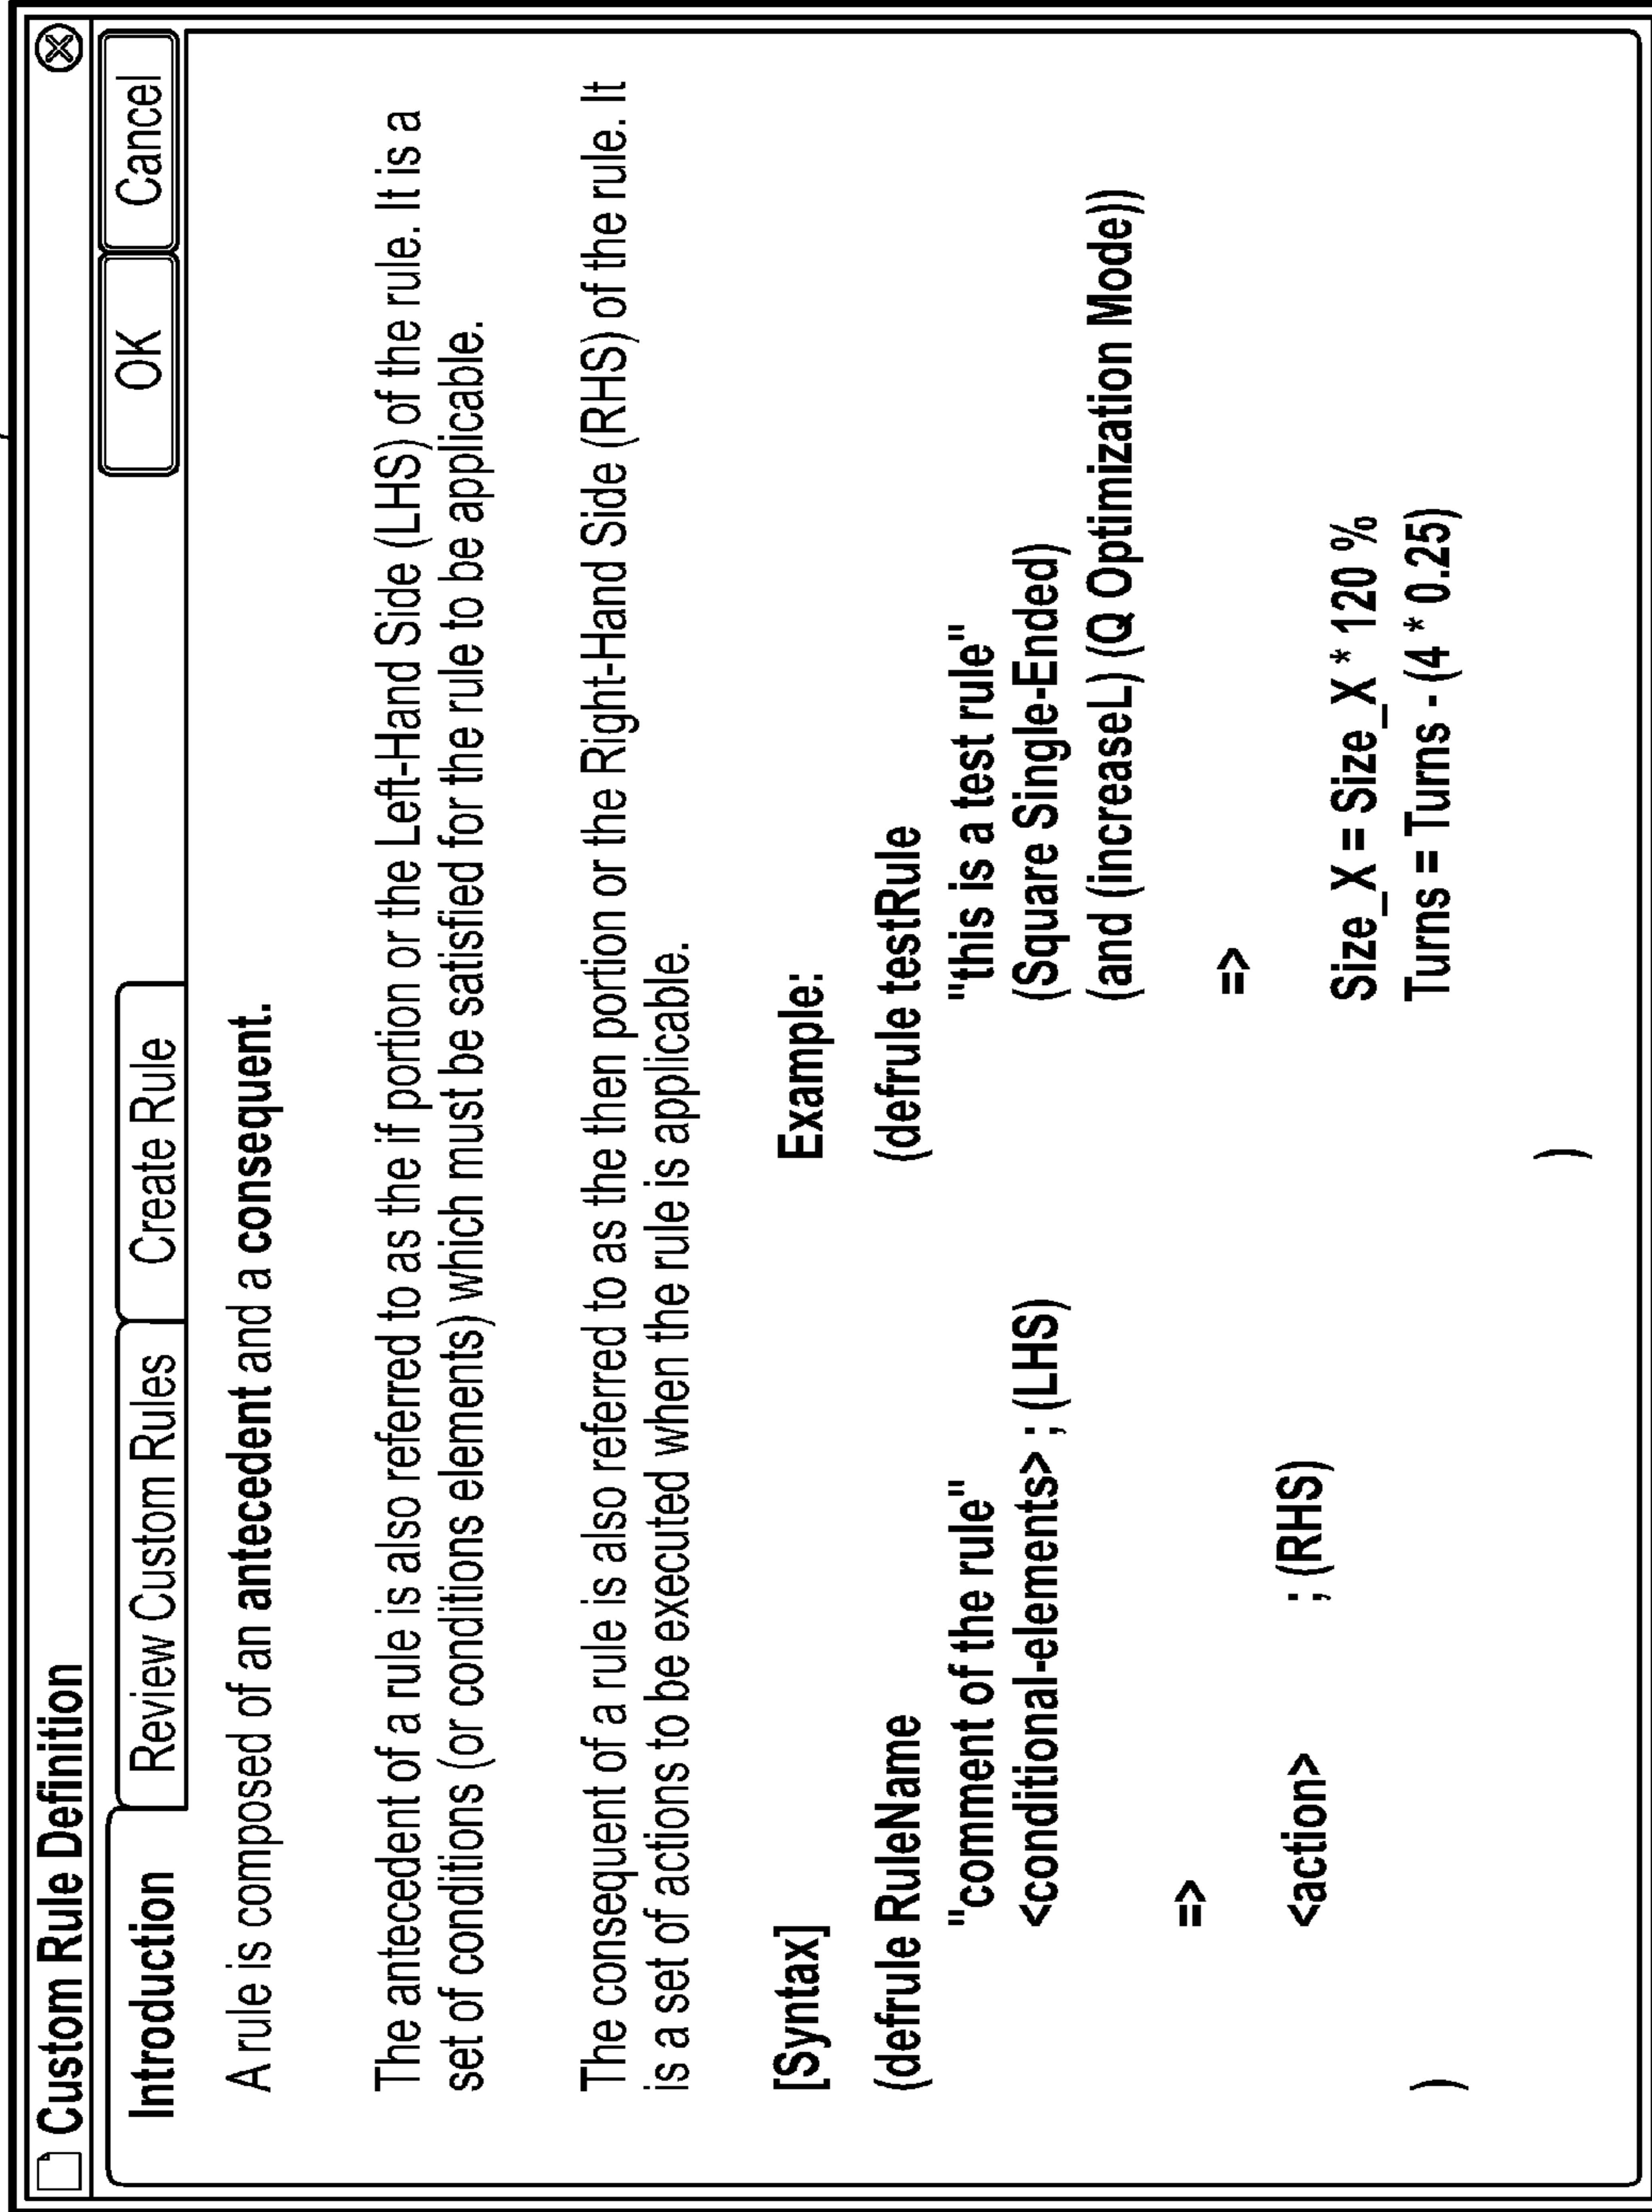 Custom Rule Definition
Introduction Review Custom Rules Create Rule OK Cancel
A rule is composed of an antecedent and a consequent.
The antecedent of a rule is also referred to as the if portion or the Left-Hand Side (LHS) of the rule. It is a
set of conditions (or conditions elements) which must be satisfied for the rule to be applicable.
The consequent of a rule is also referred to as the then portion or the Right-Hand Side (RHS) of the rule. It
is a set of actions to be executed when the rule is applicable.
[Syntax]
(defrule RuleName
"comment of the rule"
<conditional-elements> ; (LHS)
=>
<action> ; (RHS)
)
Example:
(defrule testRule
"this is a test rule"
(Square Single-Ended)
(and (increaseL) (Q Optimization Mode))
=>
Size_X = Size_X * 120 %
Turns = Turns - (4 * 0.25)
)